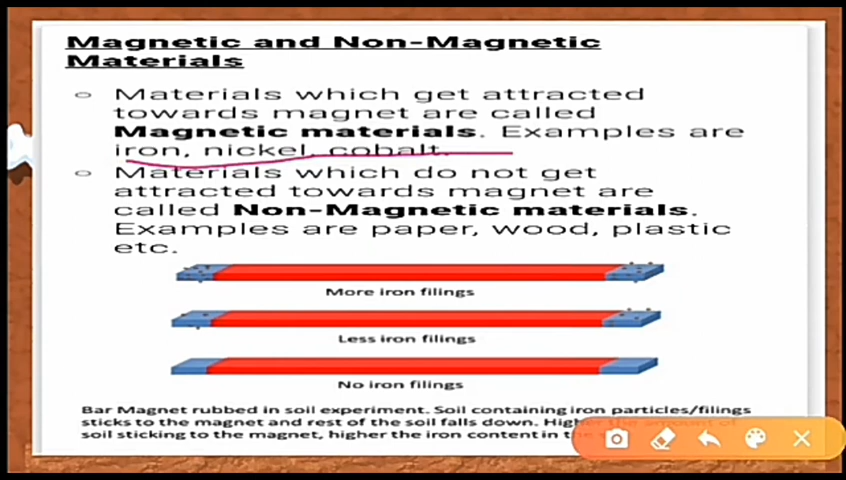 Magnetic and Non-Magnetic
Materials
Materials which get attracted
towards magnet are called
Magnetic materials. Examples are
iron, nickel, cobalt.
Materials which do not get
attracted towards magnet are
called Non-Magnetic materials.
Examples are paper, wood, plastic
etc.
More iron filings
Less iron filings
No iron filings
Bar Magnet rubbed in soil experiment. Soil containing iron particles/filings
sticks to the magnet and rest of the soil falls down. Higher the amount of
soil sticking to the magnet, higher the iron content in